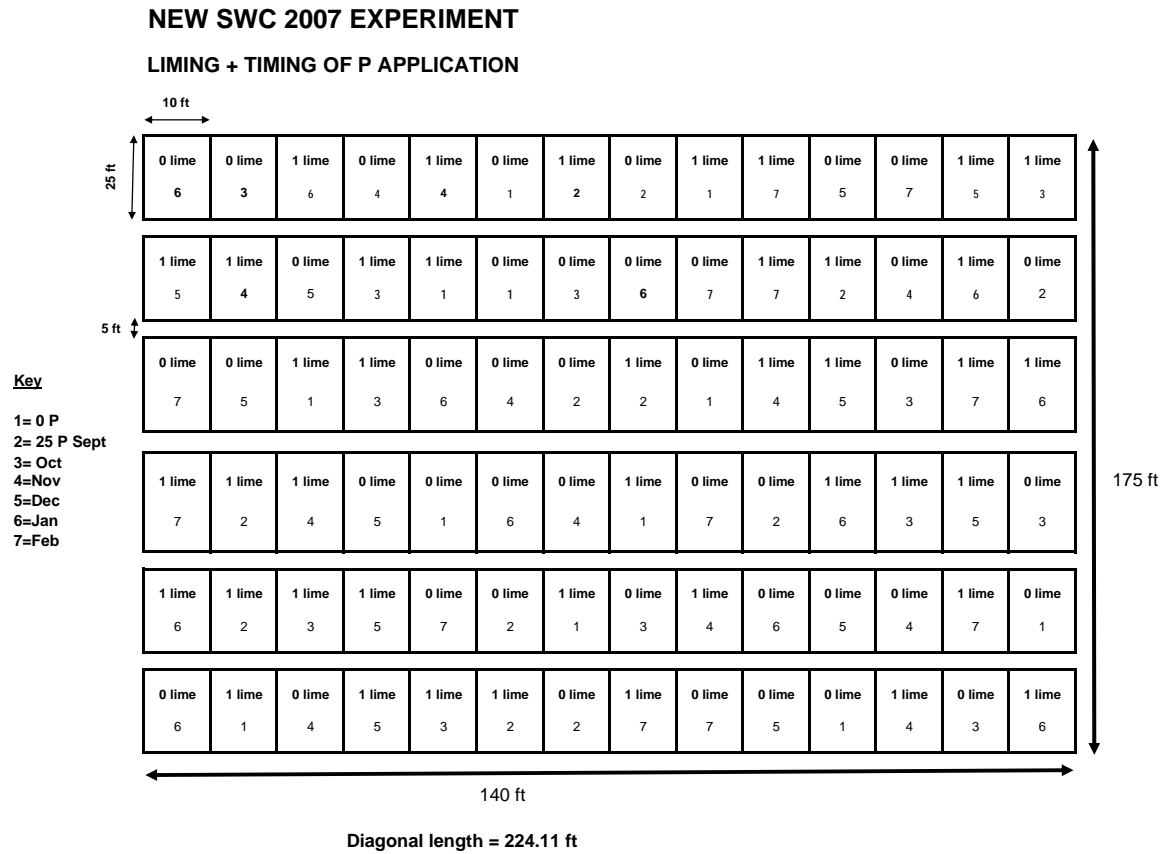 NEW SWC 2007 EXPERIMENT
LIMING + TIMING OF P APPLICATION
10 ft
25 ft
0 lime 0 lime 1 lime 0 lime 1 lime 0 lime 1 lime 0 lime 1 lime 1 lime 0 lime 0 lime 1 lime 1 lime
6 3 6 4 4 1 2 2 1 7 5 7 5 3
1 lime 1 lime 0 lime 1 lime 1 lime 0 lime 0 lime 0 lime 0 lime 1 lime 1 lime 0 lime 1 lime 0 lime
5 4 5 3 1 1 3 6 7 7 2 4 6 2
5 ft
0 lime 0 lime 1 lime 1 lime 0 lime 0 lime 0 lime 1 lime 0 lime 1 lime 1 lime 0 lime 1 lime 1 lime
7 5 1 3 6 4 2 2 1 4 5 3 7 6
Key
1= 0 P
2= 25 P Sept
3= Oct
4=Nov
5=Dec
6=Jan
7=Feb
1 lime 1 lime 1 lime 0 lime 0 lime 0 lime 0 lime 1 lime 0 lime 0 lime 1 lime 1 lime 1 lime 0 lime
7 2 4 5 1 6 4 1 7 2 6 3 5 3
175 ft
1 lime 1 lime 1 lime 1 lime 0 lime 0 lime 1 lime 0 lime 1 lime 0 lime 0 lime 0 lime 1 lime 0 lime
6 2 3 5 7 2 1 3 4 6 5 4 7 1
0 lime 1 lime 0 lime 1 lime 1 lime 1 lime 0 lime 1 lime 0 lime 0 lime 0 lime 1 lime 0 lime 1 lime
6 1 4 5 3 2 2 7 7 5 1 4 3 6
140 ft
Diagonal length = 224.11 ft